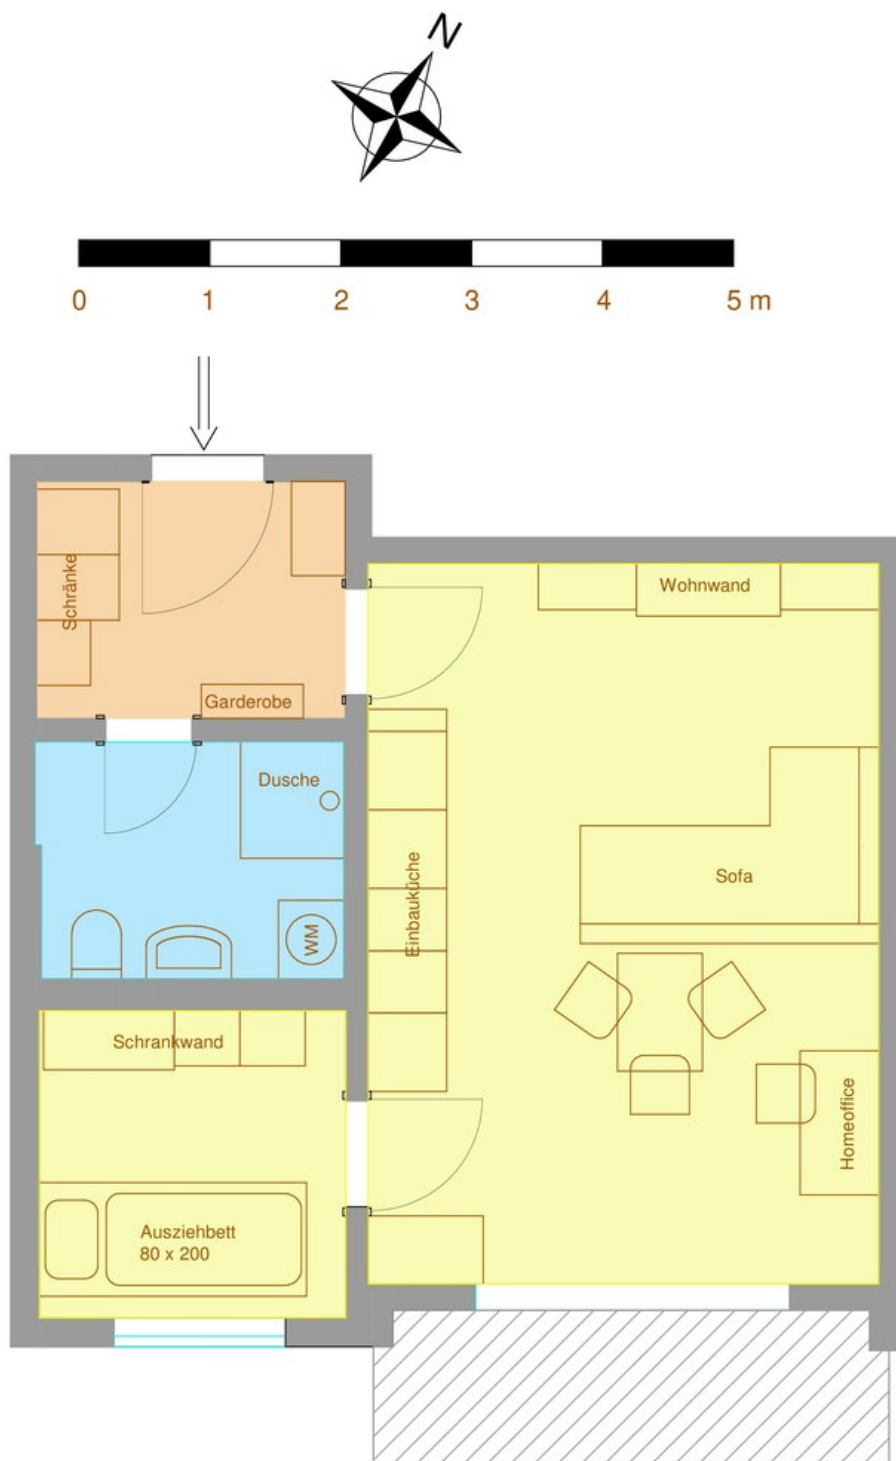 N
0 1 2 3 4 5 m
Schränke
Garderobe
Wohnwand
Dusche
Einbauküche
Sofa
WM
Schrankwand
Homeoffice
Ausziehbett
80 x 200